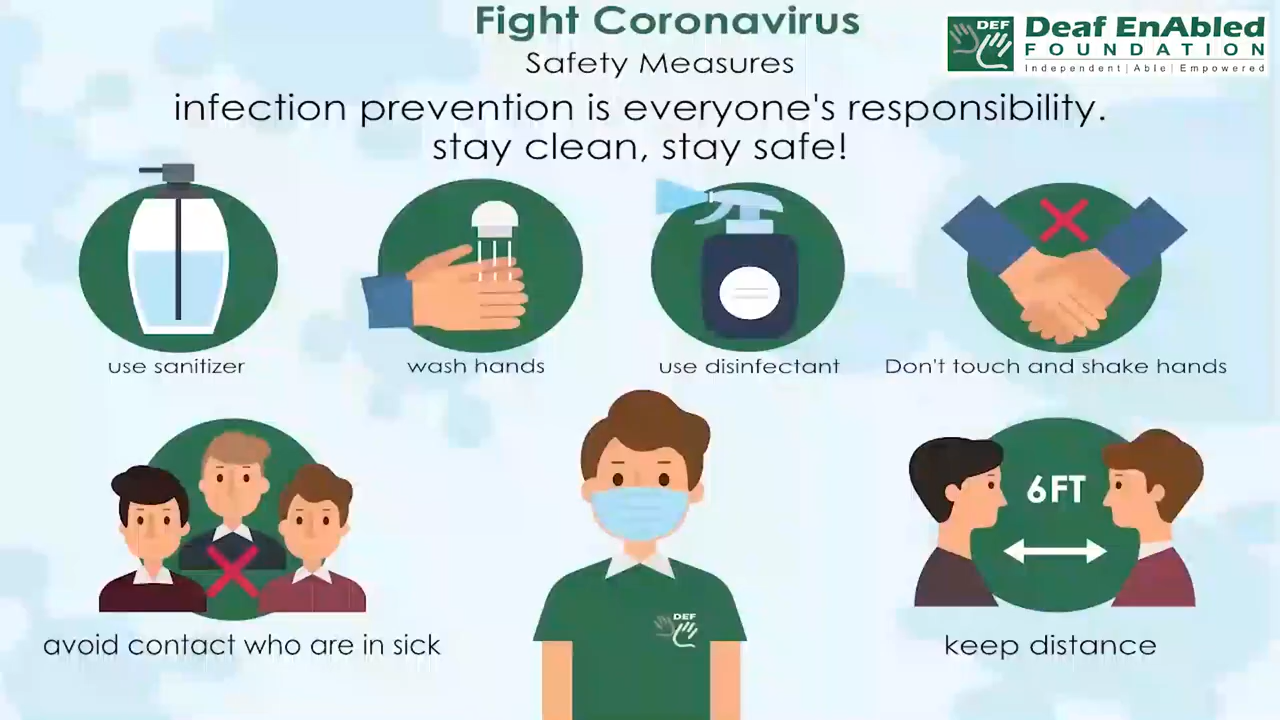 Fight Coronavirus
Safety Measures
DEF
Deaf EnAbled
FOUNDATION
Independent | Able | Empowered
infection prevention is everyone's responsibility.
stay clean, stay safe!
use sanitizer
wash hands
use disinfectant
Don't touch and shake hands
6FT
DEF
avoid contact who are in sick
keep distance